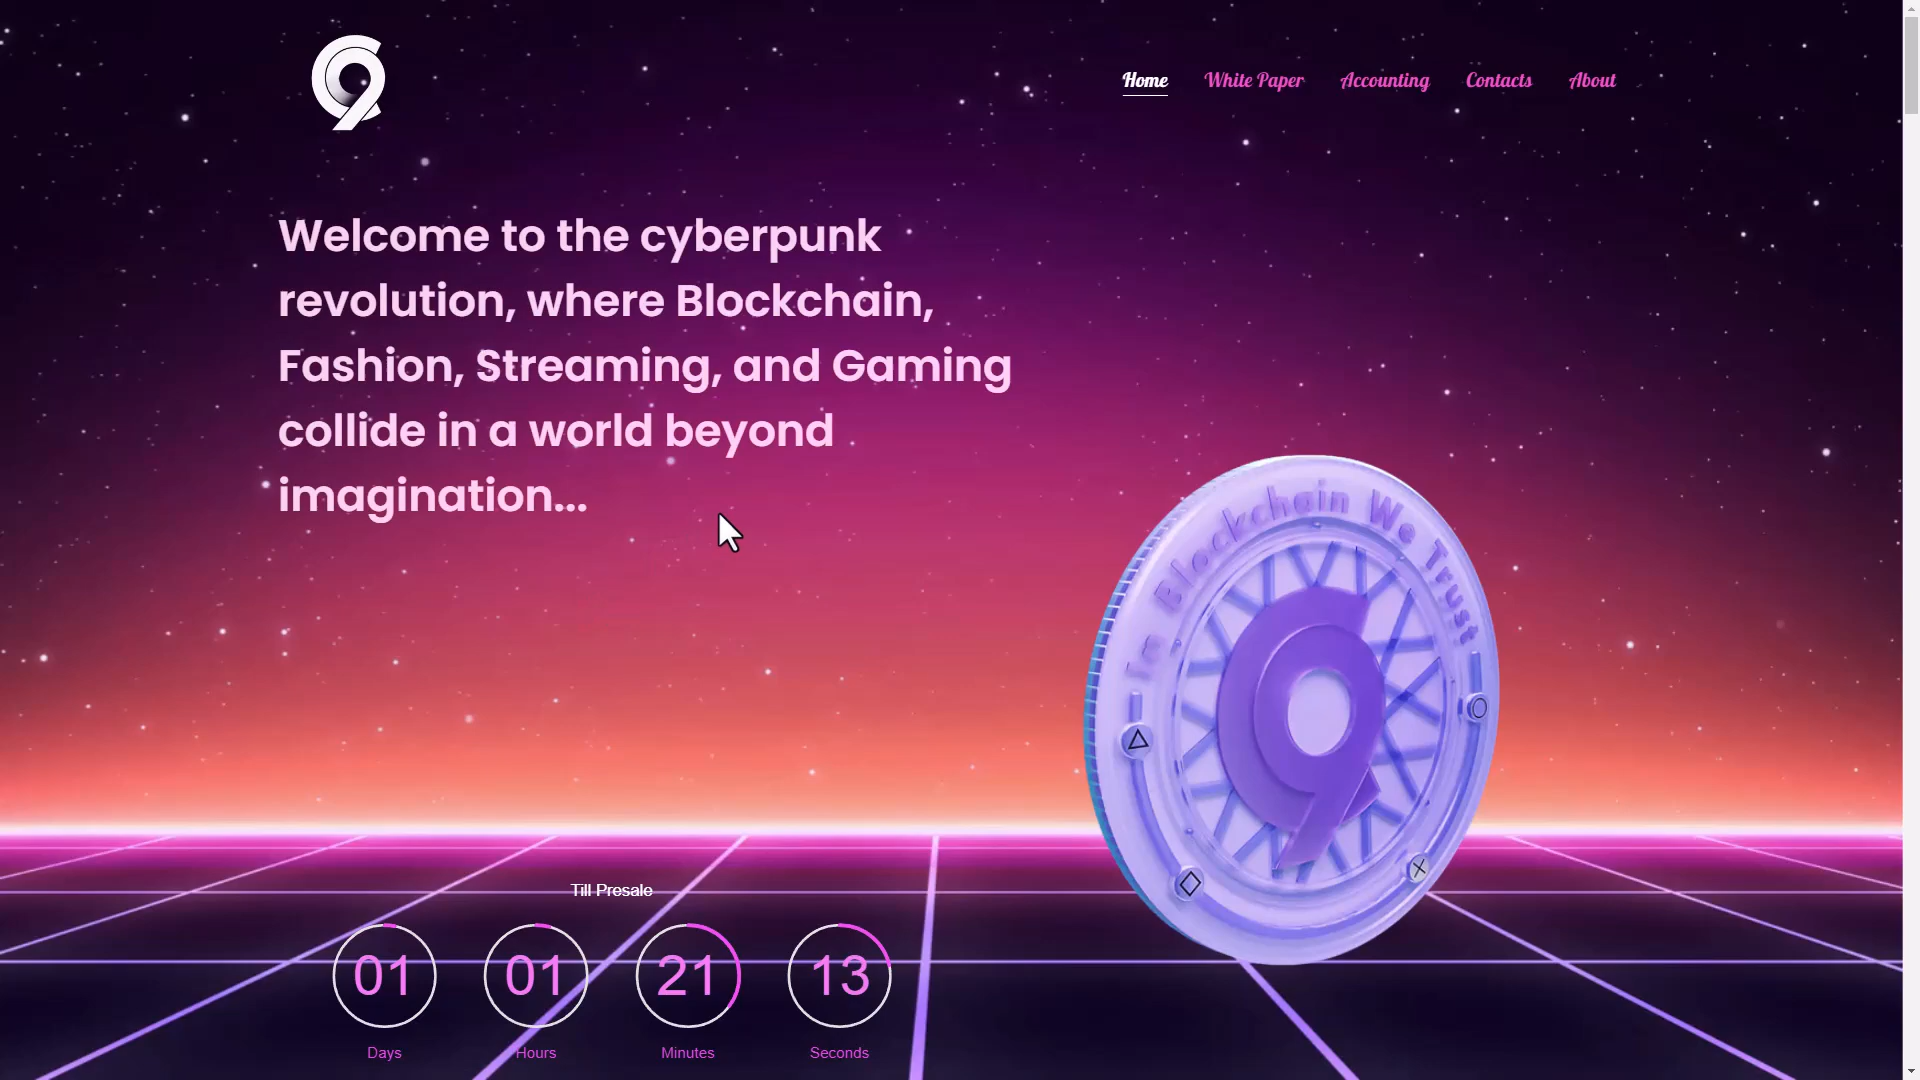 Home White Paper Accounting Contacts About
Welcome to the cyberpunk
revolution, where Blockchain,
Fashion, Streaming, and Gaming
collide in a world beyond
imagination...
In Blockchain We Trust
9
Till Presale
01 01 21 13
Days Hours Minutes Seconds